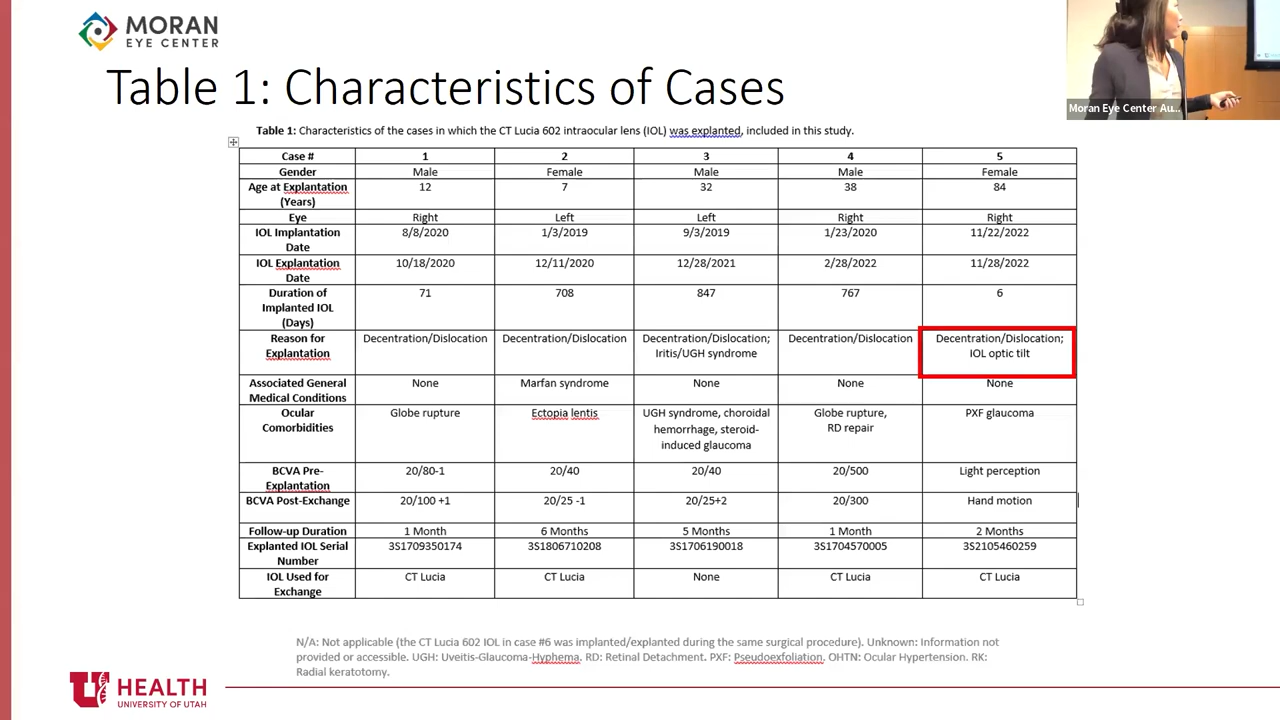 MORAN
EYE CENTER
Moran Eye Center Au...
Table 1: Characteristics of Cases
Table 1: Characteristics of the cases in which the CT Lucia 602 intraocular lens (IOL) was explanted, included in this study.
Case # 1 2 3 4 5
Gender Male Female Male Male Female
Age at Explantation 12 7 32 38 84
(Years)
Eye Right Left Left Right Right
IOL Implantation 8/8/2020 1/3/2019 9/3/2019 1/23/2020 11/22/2022
Date
IOL Explantation 10/18/2020 12/11/2020 12/28/2021 2/28/2022 11/28/2022
Date
Duration of 71 708 847 767 6
Implanted IOL
(Days)
Reason for Decentration/Dislocation Decentration/Dislocation Decentration/Dislocation; Decentration/Dislocation Decentration/Dislocation;
Explantation Iritis/UGH syndrome IOL optic tilt
Associated General None Marfan syndrome None None None
Medical Conditions
Ocular Globe rupture Ectopia lentis UGH syndrome, choroidal Globe rupture, PXF glaucoma
Comorbidities hemorrhage, steroid- RD repair
induced glaucoma
BCVA Pre- 20/80-1 20/40 20/40 20/500 Light perception
Explantation
BCVA Post-Exchange 20/100 +1 20/25 -1 20/25+2 20/300 Hand motion
Follow-up Duration 1 Month 6 Months 5 Months 1 Month 2 Months
Explanted IOL Serial 3S1709350174 3S1806710208 3S1706190018 3S1704570005 3S2105460259
Number
IOL Used for CT Lucia CT Lucia None CT Lucia CT Lucia
Exchange
N/A: Not applicable (the CT Lucia 602 IOL in case #6 was implanted/explanted during the same surgical procedure). Unknown: Information not
provided or accessible. UGH: Uveitis-Glaucoma-Hyphema. RD: Retinal Detachment. PXF: Pseudoexfoliation. OHTN: Ocular Hypertension. RK:
Radial keratotomy.
U HEALTH
UNIVERSITY OF UTAH